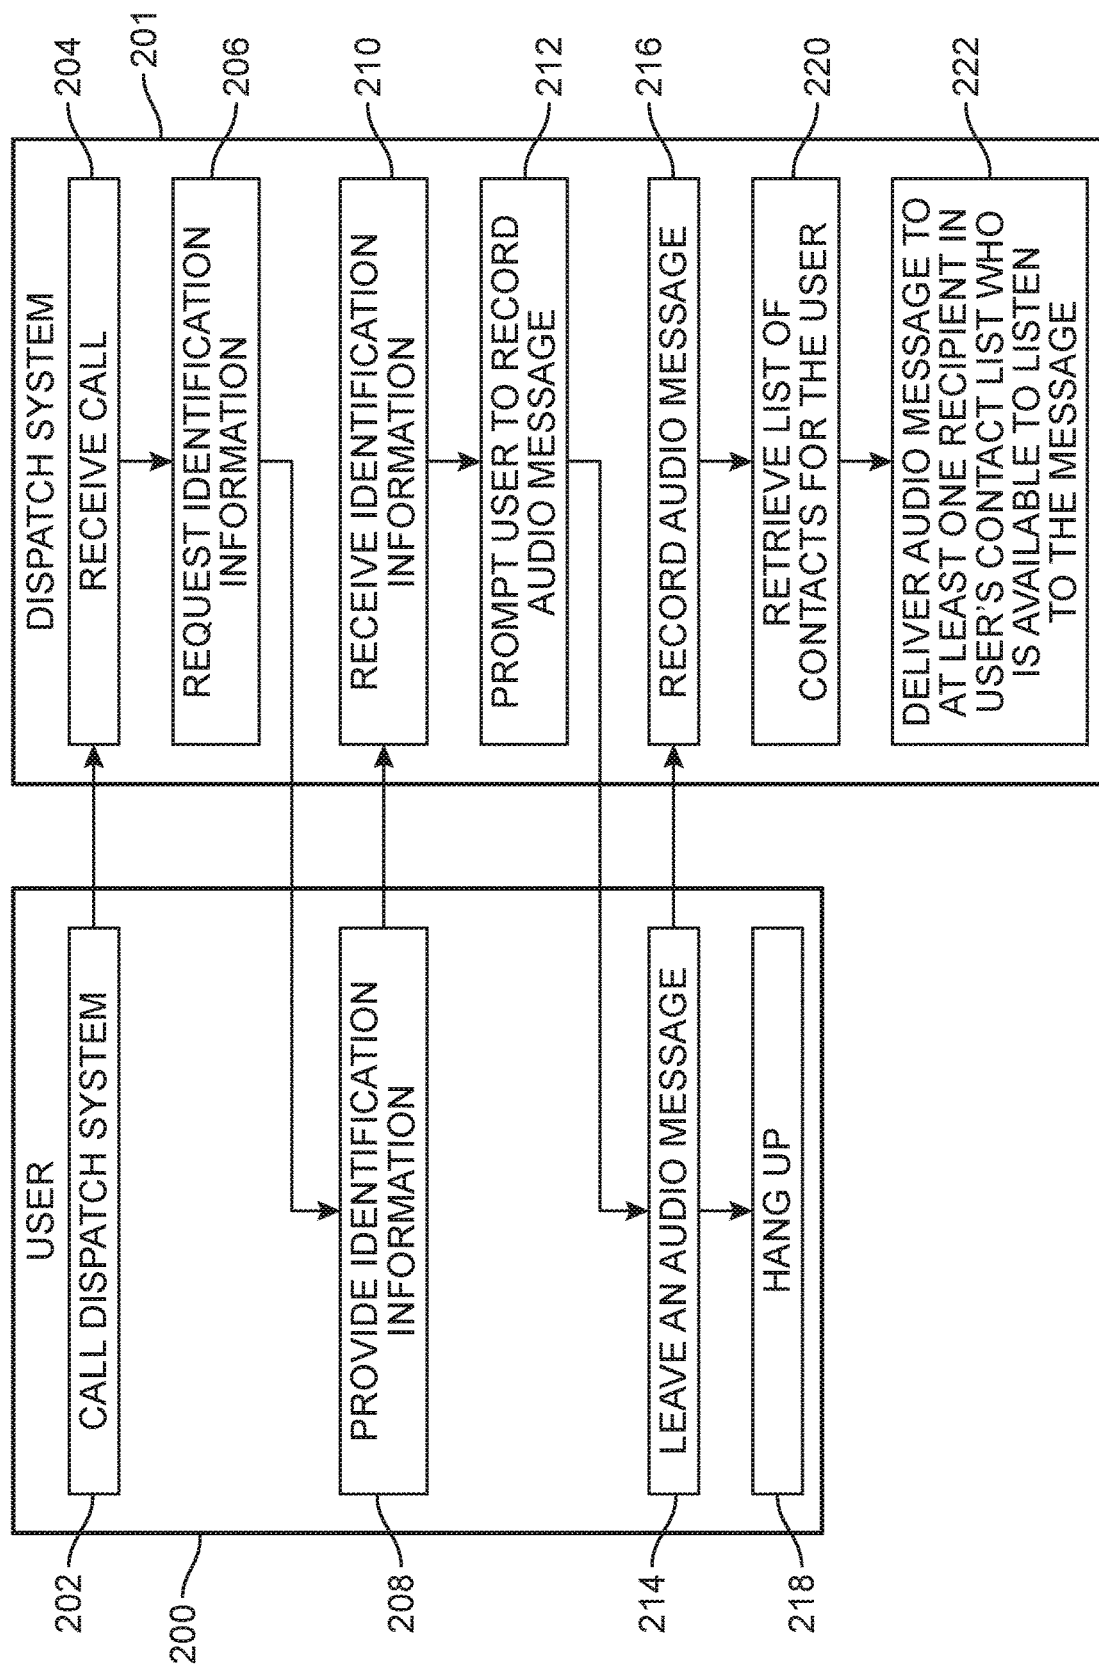 USER
CALL DISPATCH SYSTEM
PROVIDE IDENTIFICATION
INFORMATION
LEAVE AN AUDIO MESSAGE
HANG UP
202
200
208
214
218
DISPATCH SYSTEM
RECEIVE CALL
REQUEST IDENTIFICATION
INFORMATION
RECEIVE IDENTIFICATION
INFORMATION
PROMPT USER TO RECORD
AUDIO MESSAGE
RECORD AUDIO MESSAGE
RETRIEVE LIST OF
CONTACTS FOR THE USER
DELIVER AUDIO MESSAGE TO
AT LEAST ONE RECIPIENT IN
USER'S CONTACT LIST WHO
IS AVAILABLE TO LISTEN
TO THE MESSAGE
204
201
206
210
212
216
220
222